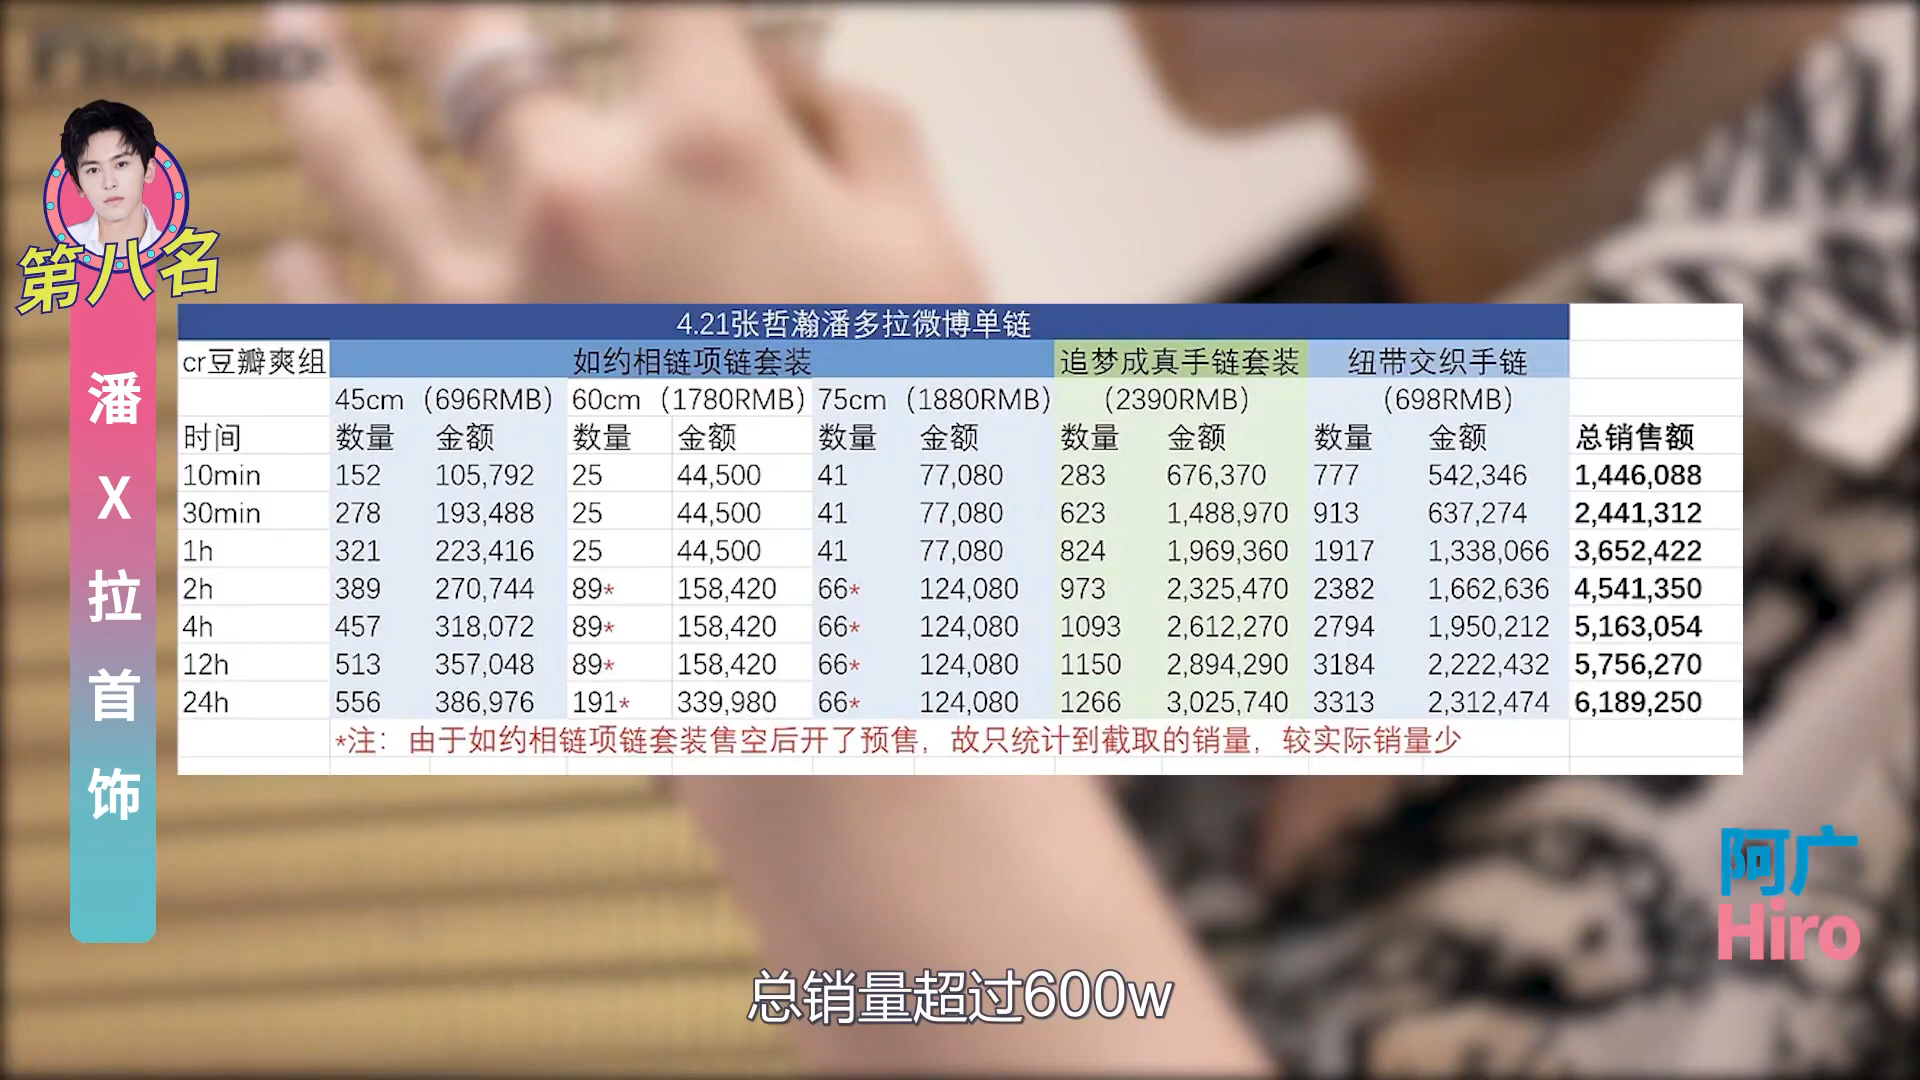 FIGARO
第八名
潘X拉首饰
4.21张哲瀚潘多拉微博单链
cr豆瓣爽组 如约相链项链套装 追梦成真手链套装 纽带交织手链
45cm（696RMB） 60cm（1780RMB） 75cm（1880RMB） （2390RMB） （698RMB）
时间 数量 金额 数量 金额 数量 金额 数量 金额 数量 金额 总销售额
10min 152 105,792 25 44,500 41 77,080 283 676,370 777 542,346 1,446,088
30min 278 193,488 25 44,500 41 77,080 623 1,488,970 913 637,274 2,441,312
1h 321 223,416 25 44,500 41 77,080 824 1,969,360 1917 1,338,066 3,652,422
2h 389 270,744 89* 158,420 66* 124,080 973 2,325,470 2382 1,662,636 4,541,350
4h 457 318,072 89* 158,420 66* 124,080 1093 2,612,270 2794 1,950,212 5,163,054
12h 513 357,048 89* 158,420 66* 124,080 1150 2,894,290 3184 2,222,432 5,756,270
24h 556 386,976 191* 339,980 66* 124,080 1266 3,025,740 3313 2,312,474 6,189,250
*注：由于如约相链项链套装售空后开了预售，故只统计到截取的销量，较实际销量少
阿广
Hiro
总销量超过600w